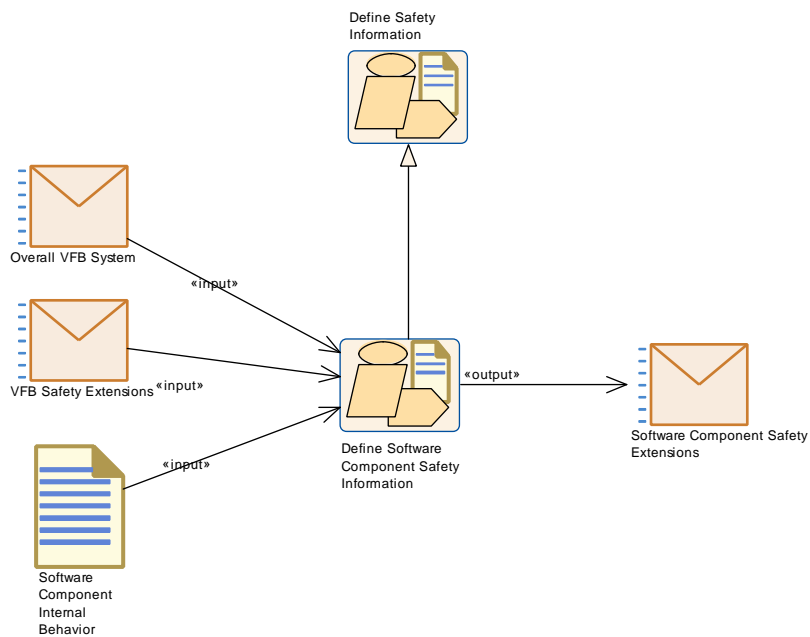 Define Safety
Information
Overall VFB System
«input»
VFB Safety Extensions
«input»
«input»
«output»
Define Software
Component Safety
Information
Software Component Safety
Extensions
Software
Component
Internal
Behavior